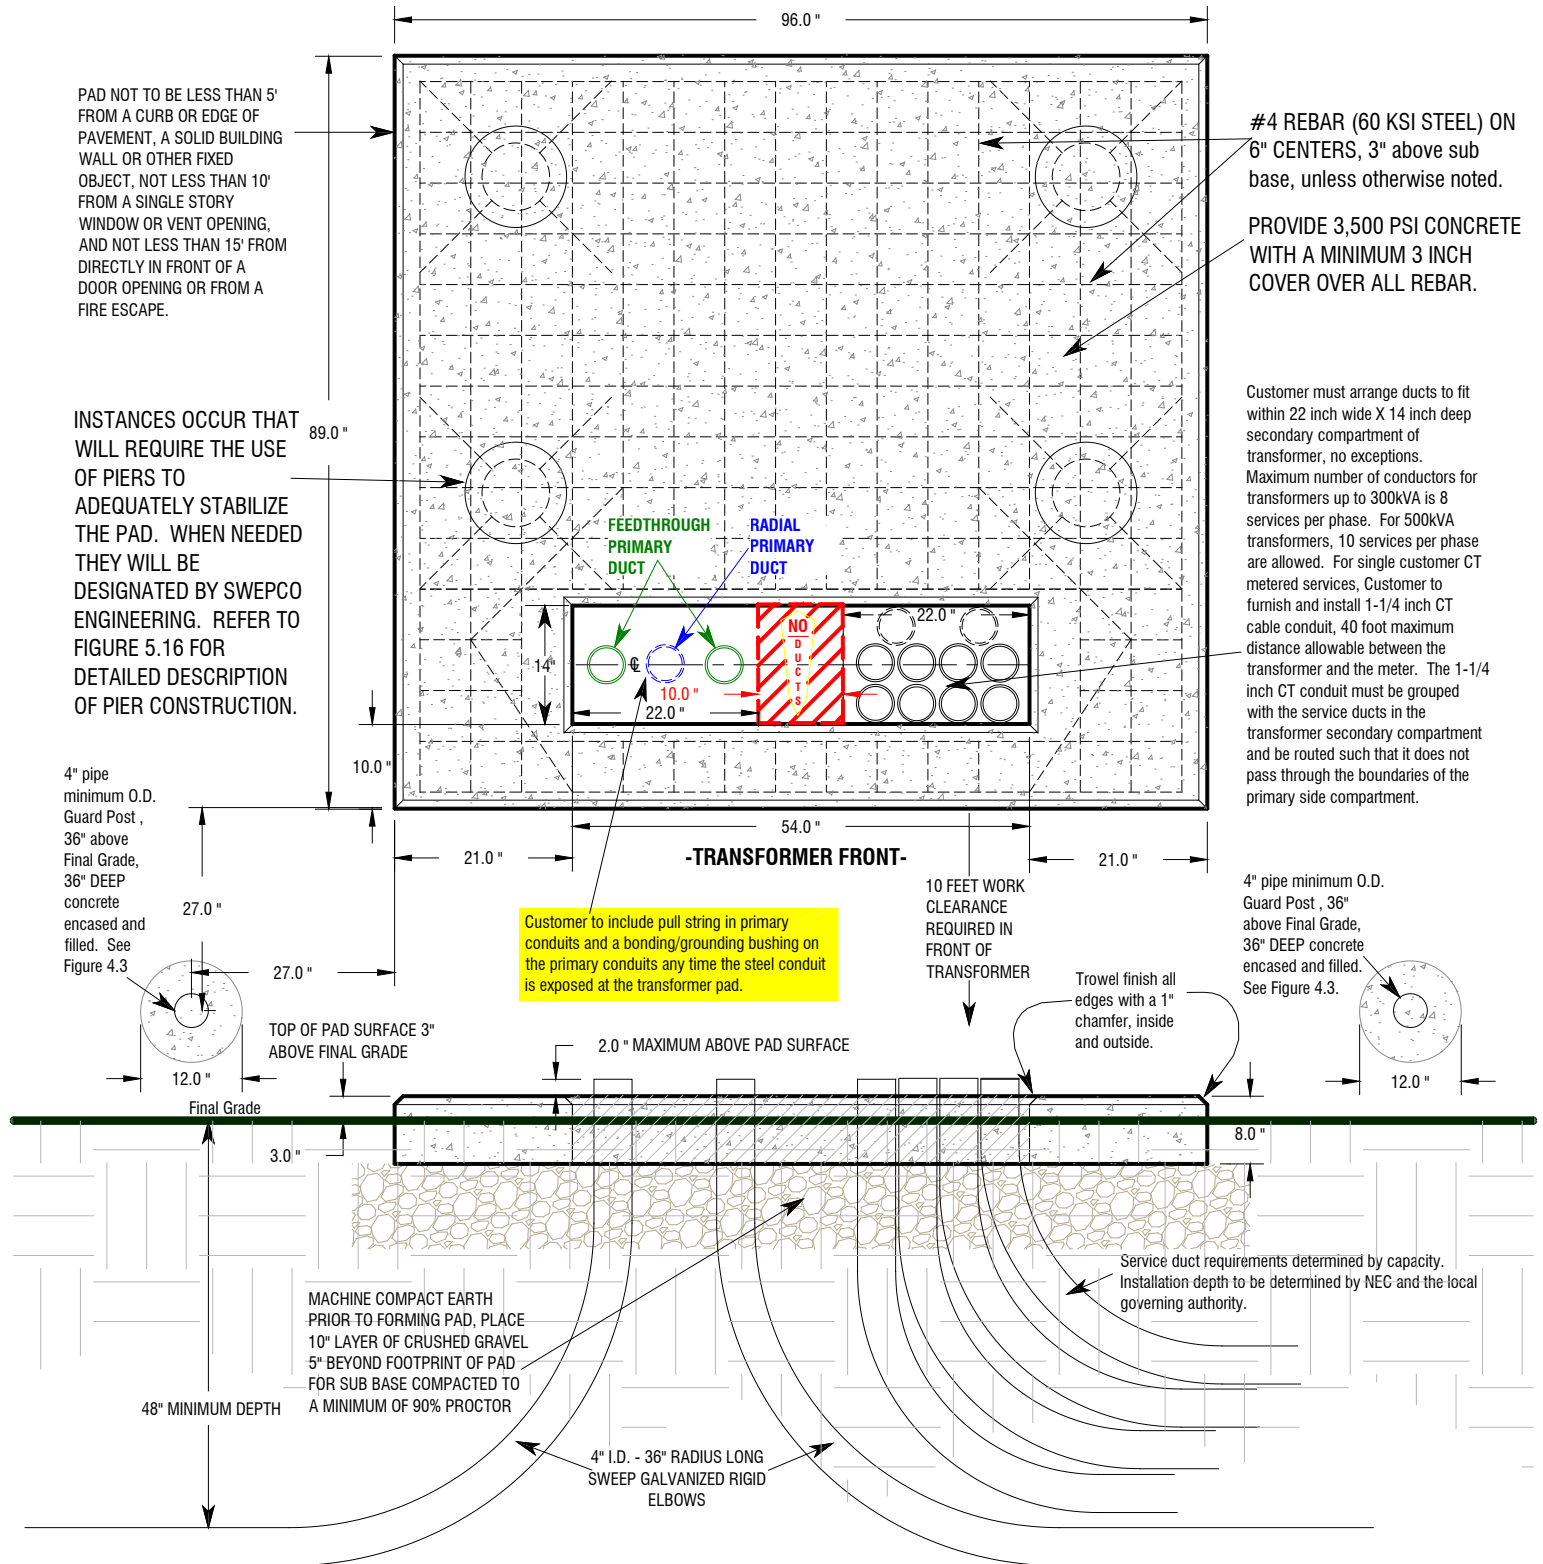 96.0 "
PAD NOT TO BE LESS THAN 5'
FROM A CURB OR EDGE OF
PAVEMENT, A SOLID BUILDING
WALL OR OTHER FIXED
OBJECT, NOT LESS THAN 10'
FROM A SINGLE STORY
WINDOW OR VENT OPENING,
AND NOT LESS THAN 15' FROM
DIRECTLY IN FRONT OF A
DOOR OPENING OR FROM A
FIRE ESCAPE.
#4 REBAR (60 KSI STEEL) ON
6" CENTERS, 3" above sub
base, unless otherwise noted.
PROVIDE 3,500 PSI CONCRETE
WITH A MINIMUM 3 INCH
COVER OVER ALL REBAR.
INSTANCES OCCUR THAT
WILL REQUIRE THE USE
OF PIERS TO
ADEQUATELY STABILIZE
THE PAD.  WHEN NEEDED
THEY WILL BE
DESIGNATED BY SWEPCO
ENGINEERING.  REFER TO
FIGURE 5.16 FOR
DETAILED DESCRIPTION
OF PIER CONSTRUCTION.
89.0 "
Customer must arrange ducts to fit
within 22 inch wide X 14 inch deep
secondary compartment of
transformer, no exceptions.
Maximum number of conductors for
transformers up to 300kVA is 8
services per phase.  For 500kVA
transformers, 10 services per phase
are allowed.  For single customer CT
metered services, Customer to
furnish and install 1-1/4 inch CT
cable conduit, 40 foot maximum
distance allowable between the
transformer and the meter.  The 1-1/4
inch CT conduit must be grouped
with the service ducts in the
transformer secondary compartment
and be routed such that it does not
pass through the boundaries of the
primary side compartment.
FEEDTHROUGH
PRIMARY
DUCT
RADIAL
PRIMARY
DUCT
22.0 "
NO
D
U
C
T
S
14"
℄
10.0 "
22.0 "
10.0 "
54.0 "
21.0 "
-TRANSFORMER FRONT-
21.0 "
4" pipe
minimum O.D.
Guard Post ,
36" above
Final Grade,
36" DEEP
concrete
encased and
filled.  See
Figure 4.3
27.0 "
27.0 "
12.0 "
Customer to include pull string in primary
conduits and a bonding/grounding bushing on
the primary conduits any time the steel conduit
is exposed at the transformer pad.
10 FEET WORK
CLEARANCE
REQUIRED IN
FRONT OF
TRANSFORMER
4" pipe minimum O.D.
Guard Post , 36"
above Final Grade,
36" DEEP concrete
encased and filled.
See Figure 4.3.
12.0 "
Trowel finish all
edges with a 1"
chamfer, inside
and outside.
TOP OF PAD SURFACE 3"
ABOVE FINAL GRADE
2.0 " MAXIMUM ABOVE PAD SURFACE
Final Grade
3.0 "
8.0 "
Service duct requirements determined by capacity.
Installation depth to be determined by NEC and the local
governing authority.
MACHINE COMPACT EARTH
PRIOR TO FORMING PAD, PLACE
10" LAYER OF CRUSHED GRAVEL
5" BEYOND FOOTPRINT OF PAD
FOR SUB BASE COMPACTED TO
A MINIMUM OF 90% PROCTOR
48" MINIMUM DEPTH
4" I.D. - 36" RADIUS LONG
SWEEP GALVANIZED RIGID
ELBOWS